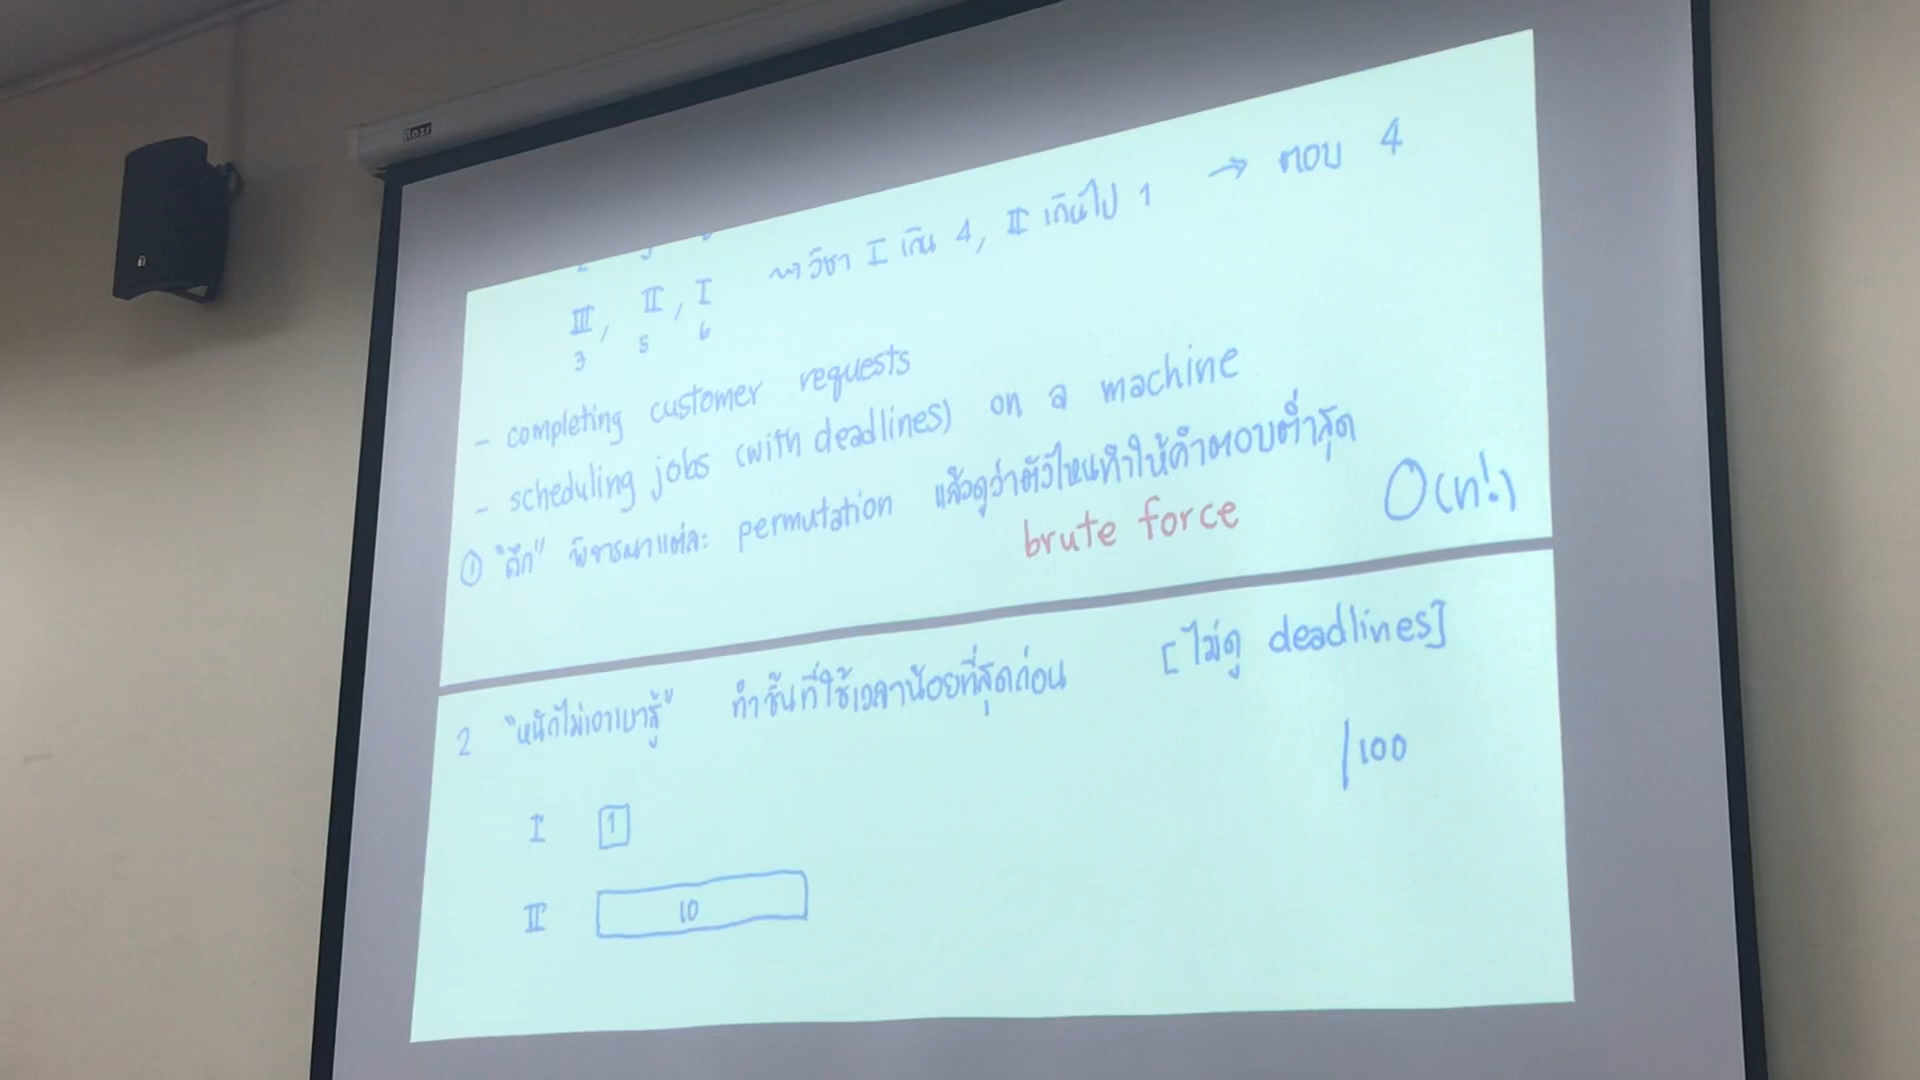 → ตอบ 4
วิชา I เกิน 4, II เกินไป 1
III, II, I
3 5 6
- completing customer requests
- scheduling jobs (with deadlines) on a machine
① "ถึก" พิจารณาแต่ละ permutation แล้วดูว่าตัวไหนทำให้คำตอบต่ำสุด
brute force O(n!)
2 "หนักไม่เอาเบาสู้" ทำชิ้นที่ใช้เวลาน้อยที่สุดก่อน [ไม่ดู deadlines]
/100
I 1
II 10